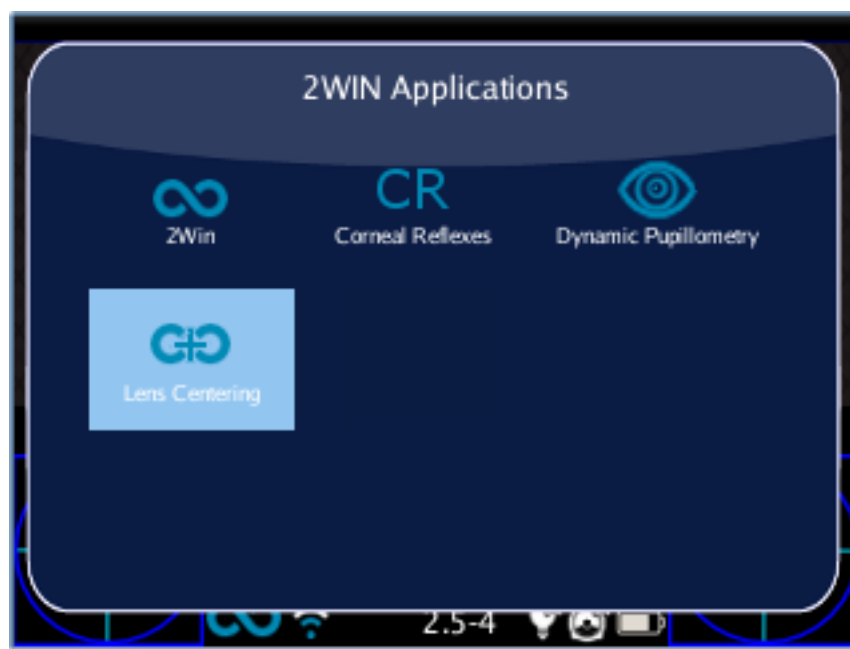 2WIN Applications
CR
2Win
Corneal Reflexes
Dynamic Pupillometry
Lens Centering
2.5-4